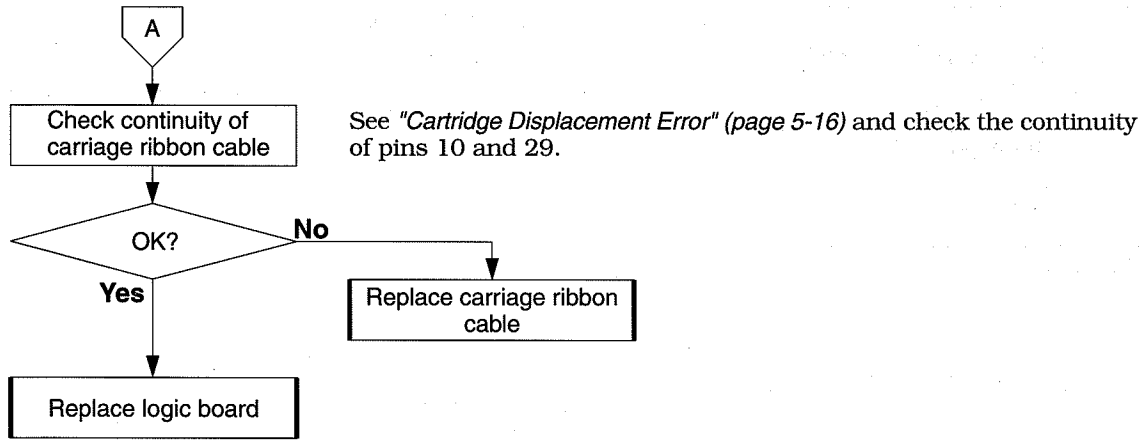 A
Check continuity of
carriage ribbon cable
See "Cartridge Displacement Error" (page 5-16) and check the continuity
of pins 10 and 29.
OK?
No
Yes
Replace carriage ribbon
cable
Replace logic board